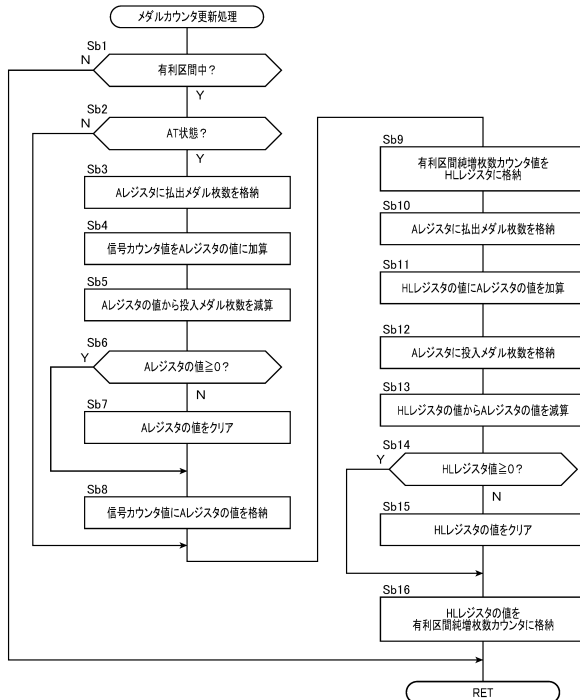 メダルカウンタ更新処理
Sb1
N
有利区間中？
Y
Sb2
N
AT状態？
Y
Sb3
Aレジスタに払出メダル枚数を格納
Sb4
信号カウンタ値をAレジスタの値に加算
Sb5
Aレジスタの値から投入メダル枚数を減算
Sb6
Y
Aレジスタの値≧0？
N
Sb7
Aレジスタの値をクリア
Sb8
信号カウンタ値にAレジスタの値を格納
Sb9
有利区間純増枚数カウンタ値を
HLレジスタに格納
Sb10
Aレジスタに払出メダル枚数を格納
Sb11
HLレジスタの値にAレジスタの値を加算
Sb12
Aレジスタに投入メダル枚数を格納
Sb13
HLレジスタの値からAレジスタの値を減算
Sb14
Y
HLレジスタ値≧0？
N
Sb15
HLレジスタの値をクリア
Sb16
HLレジスタの値を
有利区間純増枚数カウンタに格納
RET